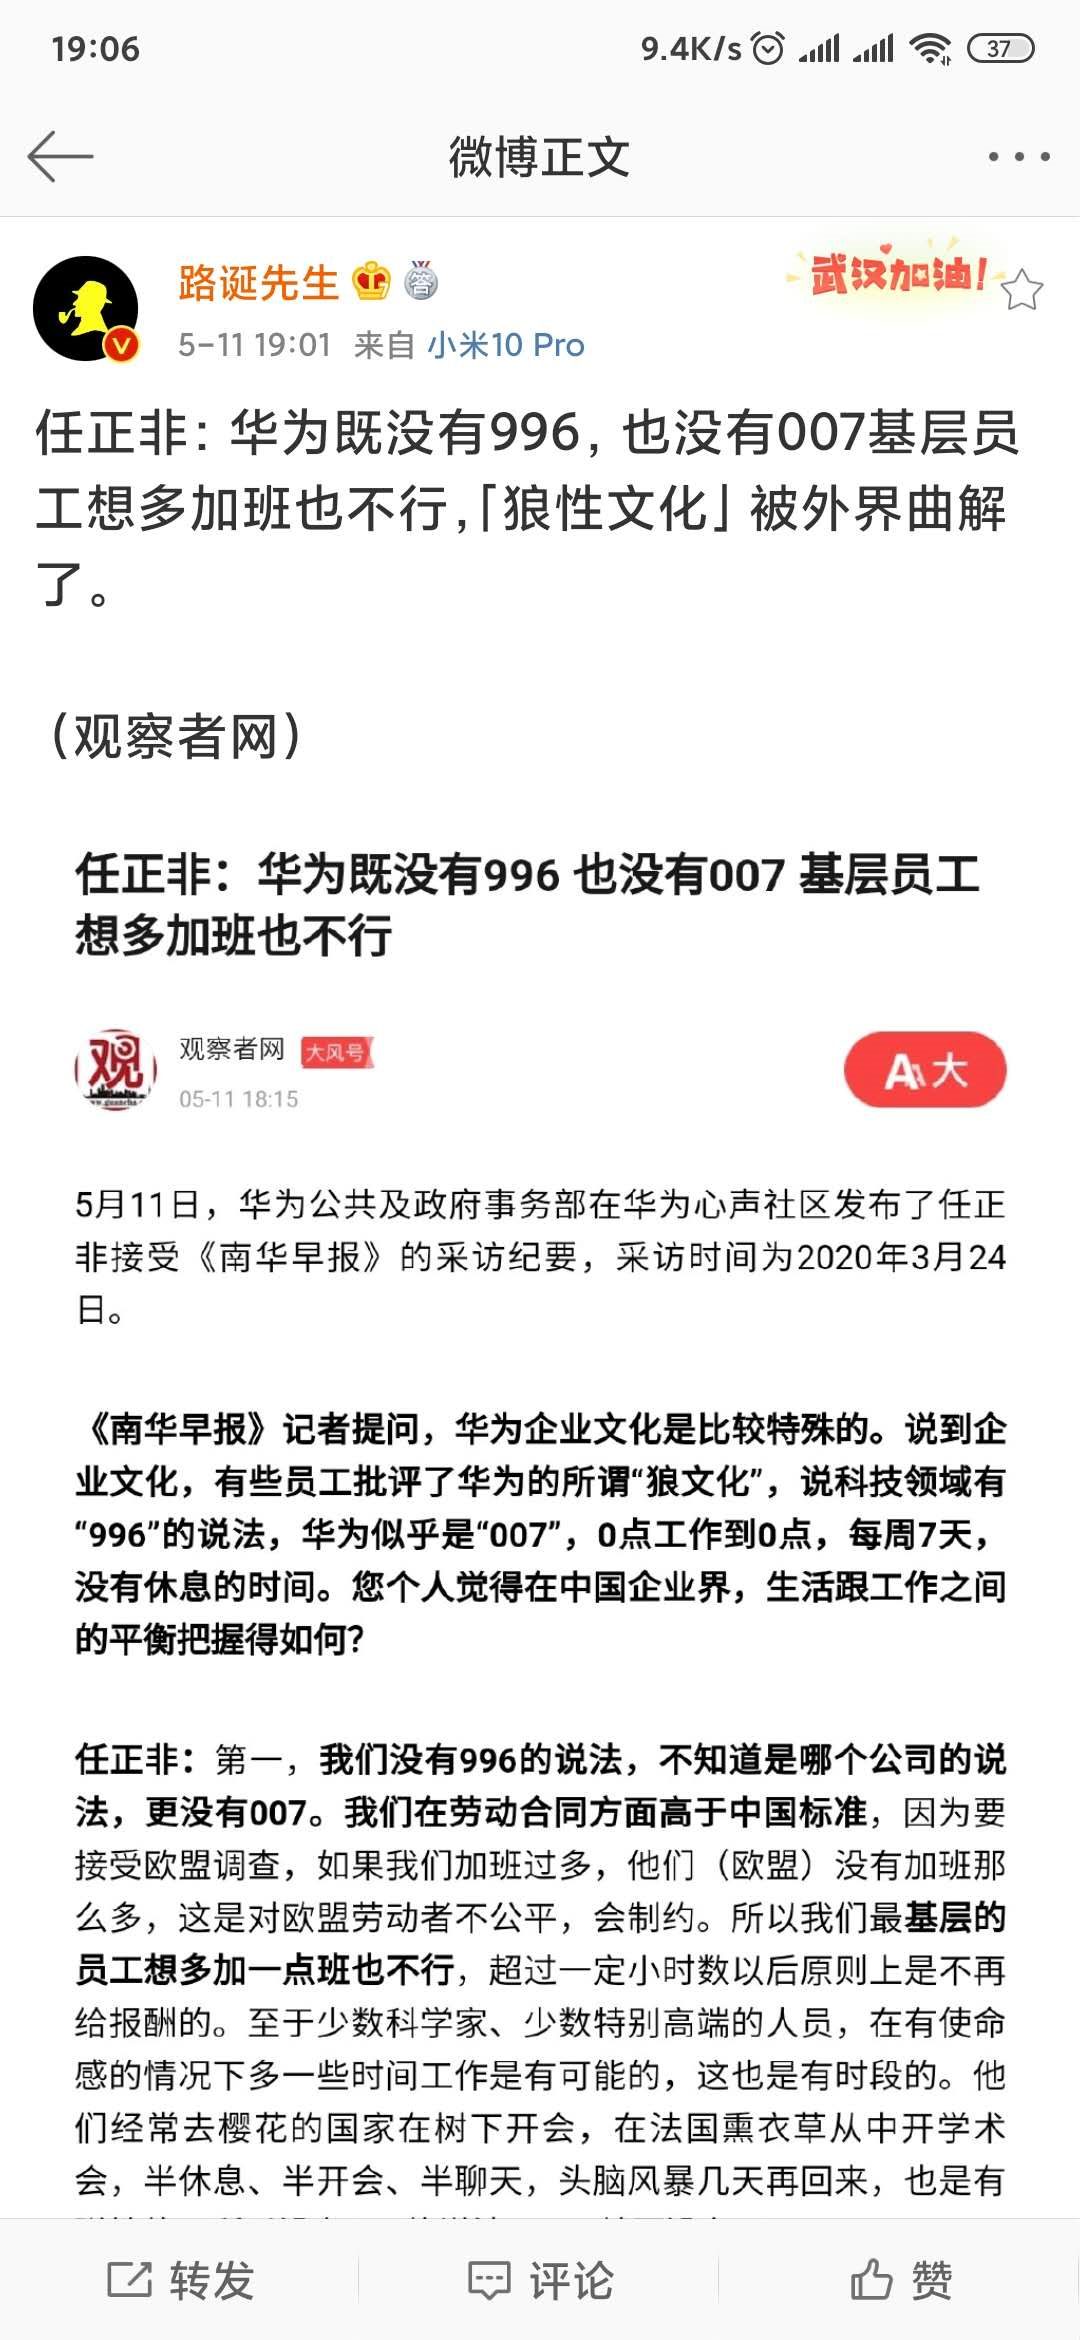 19:06
9.4K/s
37
微博正文
路诞先生
答
武汉加油!
5-11 19:01 来自 小米10 Pro
任正非：华为既没有996，也没有007基层员
工想多加班也不行，「狼性文化」被外界曲解
了。
（观察者网）
任正非：华为既没有996 也没有007 基层员工
想多加班也不行
观
观察者网 大风号
05-11 18:15
A 大
5月11日，华为公共及政府事务部在华为心声社区发布了任正
非接受《南华早报》的采访纪要，采访时间为2020年3月24
日。
《南华早报》记者提问，华为企业文化是比较特殊的。说到企
业文化，有些员工批评了华为的所谓“狼文化”，说科技领域有
“996”的说法，华为似乎是“007”，0点工作到0点，每周7天，
没有休息的时间。您个人觉得在中国企业界，生活跟工作之间
的平衡把握得如何？
任正非：第一，我们没有996的说法，不知道是哪个公司的说
法，更没有007。我们在劳动合同方面高于中国标准，因为要
接受欧盟调查，如果我们加班过多，他们（欧盟）没有加班那
么多，这是对欧盟劳动者不公平，会制约。所以我们最基层的
员工想多加一点班也不行，超过一定小时数以后原则上是不再
给报酬的。至于少数科学家、少数特别高端的人员，在有使命
感的情况下多一些时间工作是有可能的，这也是有时段的。他
们经常去樱花的国家在树下开会，在法国熏衣草从中开学术
会，半休息、半开会、半聊天，头脑风暴几天再回来，也是有
转发
评论
赞